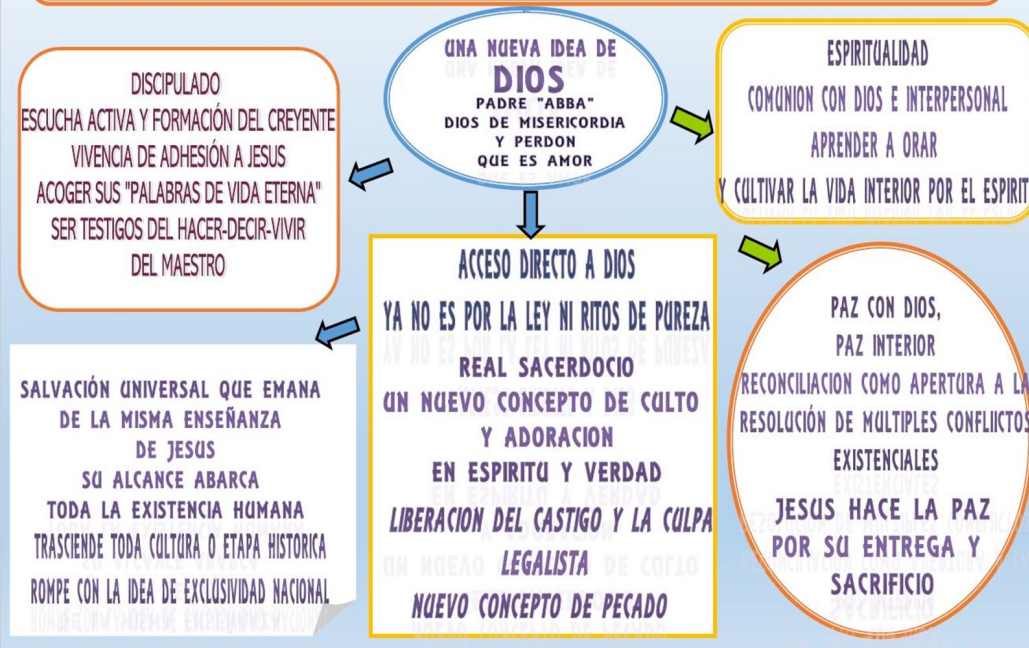 UNA NUEVA IDEA DE
DIOS
PADRE "ABBA"
DIOS DE MISERICORDIA
Y PERDON
QUE ES AMOR
DISCIPULADO
ESCUCHA ACTIVA Y FORMACIÓN DEL CREYENTE
VIVENCIA DE ADHESIÓN A JESUS
ACOGER SUS "PALABRAS DE VIDA ETERNA"
SER TESTIGOS DEL HACER-DECIR-VIVIR
DEL MAESTRO
ESPIRITUALIDAD
COMUNION CON DIOS E INTERPERSONAL
APRENDER A ORAR
Y CULTIVAR LA VIDA INTERIOR POR EL ESPIRIT
SALVACIÓN UNIVERSAL QUE EMANA
DE LA MISMA ENSEÑANZA
DE JESUS
SU ALCANCE ABARCA
TODA LA EXISTENCIA HUMANA
TRASCIENDE TODA CULTURA O ETAPA HISTORICA
ROMPE CON LA IDEA DE EXCLUSIVIDAD NACIONAL
ACCESO DIRECTO A DIOS
YA NO ES POR LA LEY NI RITOS DE PUREZA
REAL SACERDOCIO
UN NUEVO CONCEPTO DE CULTO
Y ADORACION
EN ESPIRITU Y VERDAD
LIBERACION DEL CASTIGO Y LA CULPA
LEGALISTA
NUEVO CONCEPTO DE PECADO
PAZ CON DIOS,
PAZ INTERIOR
RECONCILIACION COMO APERTURA A LA
RESOLUCIÓN DE MULTIPLES CONFLIICTOS
EXISTENCIALES
JESUS HACE LA PAZ
POR SU ENTREGA Y
SACRIFICIO